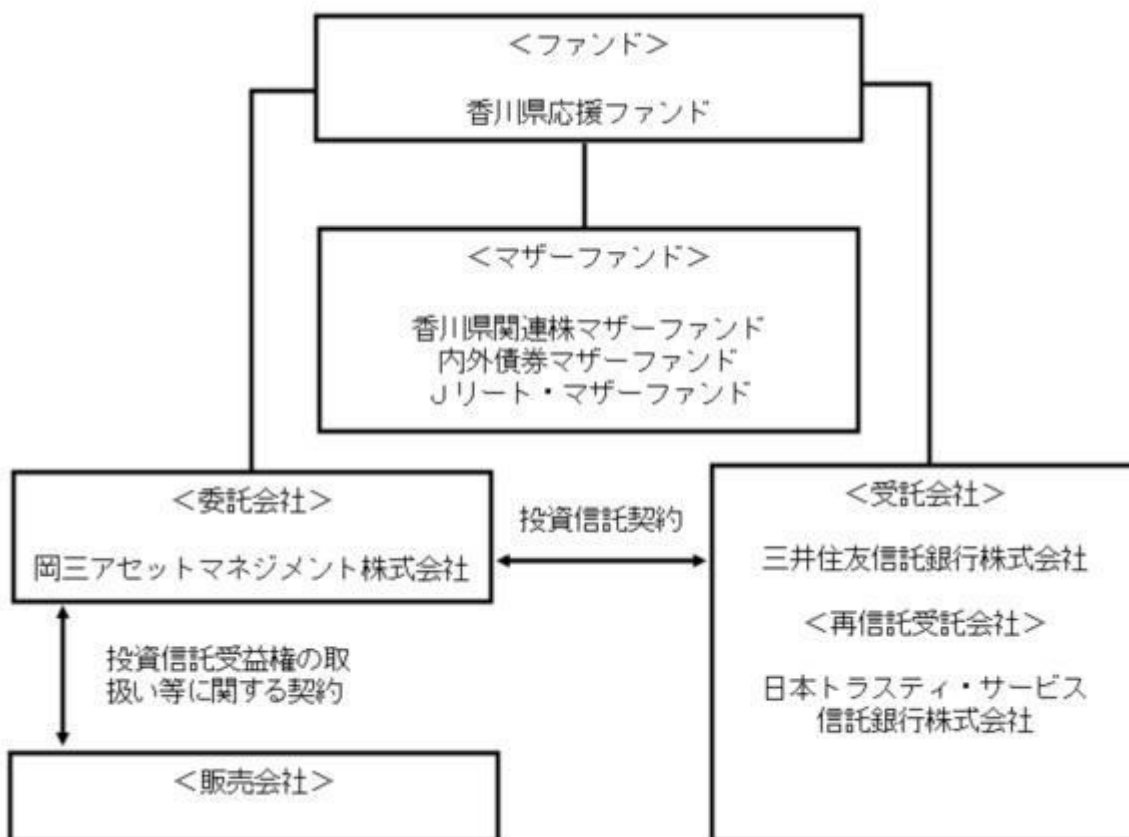 ＜ファンド＞
香川県応援ファンド
＜マザーファンド＞
香川県関連株マザーファンド
内外債券マザーファンド
Ｊリート・マザーファンド
＜委託会社＞
岡三アセットマネジメント株式会社
投資信託契約
＜受託会社＞
三井住友信託銀行株式会社
＜再信託受託会社＞
日本トラスティ・サービス
信託銀行株式会社
投資信託受益権の取
扱い等に関する契約
＜販売会社＞